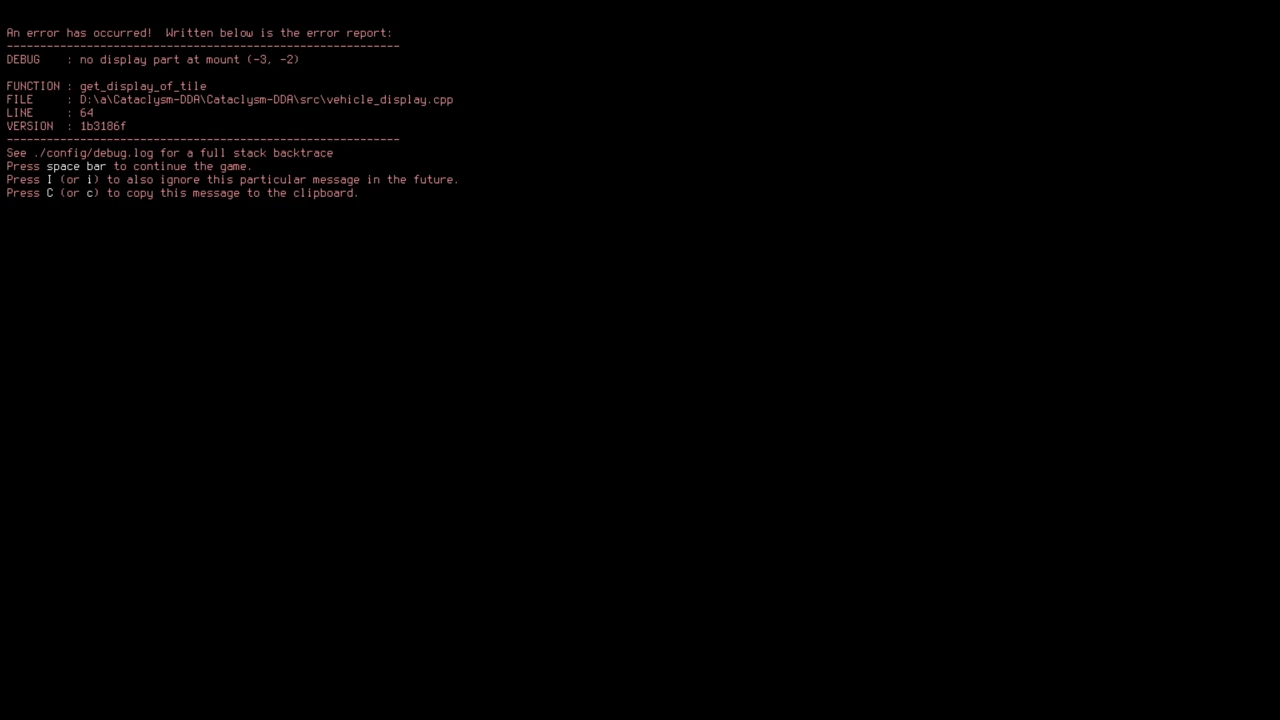 An error has occurred!  Written below is the error report:
------------------------------------------------------------
DEBUG    : no display part at mount (-3, -2)
FUNCTION : get_display_of_tile
FILE     : D:\a\Cataclysm-DDA\Cataclysm-DDA\src\vehicle_display.cpp
LINE     : 64
VERSION  : 1b3186f
------------------------------------------------------------
See ./config/debug.log for a full stack backtrace
Press space bar to continue the game.
Press I (or i) to also ignore this particular message in the future.
Press C (or c) to copy this message to the clipboard.